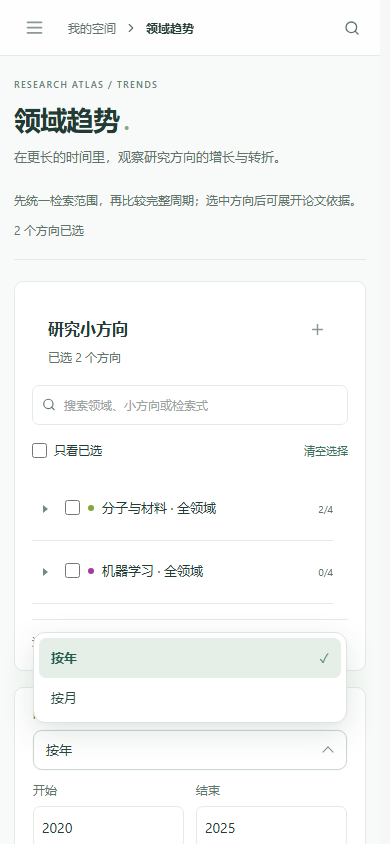 我的空间
领域趋势
RESEARCH ATLAS / TRENDS
领域趋势.
在更长的时间里，观察研究方向的增长与转折。
先统一检索范围，再比较完整周期；选中方向后可展开论文依据。
2 个方向已选
研究小方向
已选 2 个方向
搜索领域、小方向或检索式
只看已选
清空选择
分子与材料 · 全领域
2/4
机器学习 · 全领域
0/4
按年
按月
按年
开始
结束
2020
2025